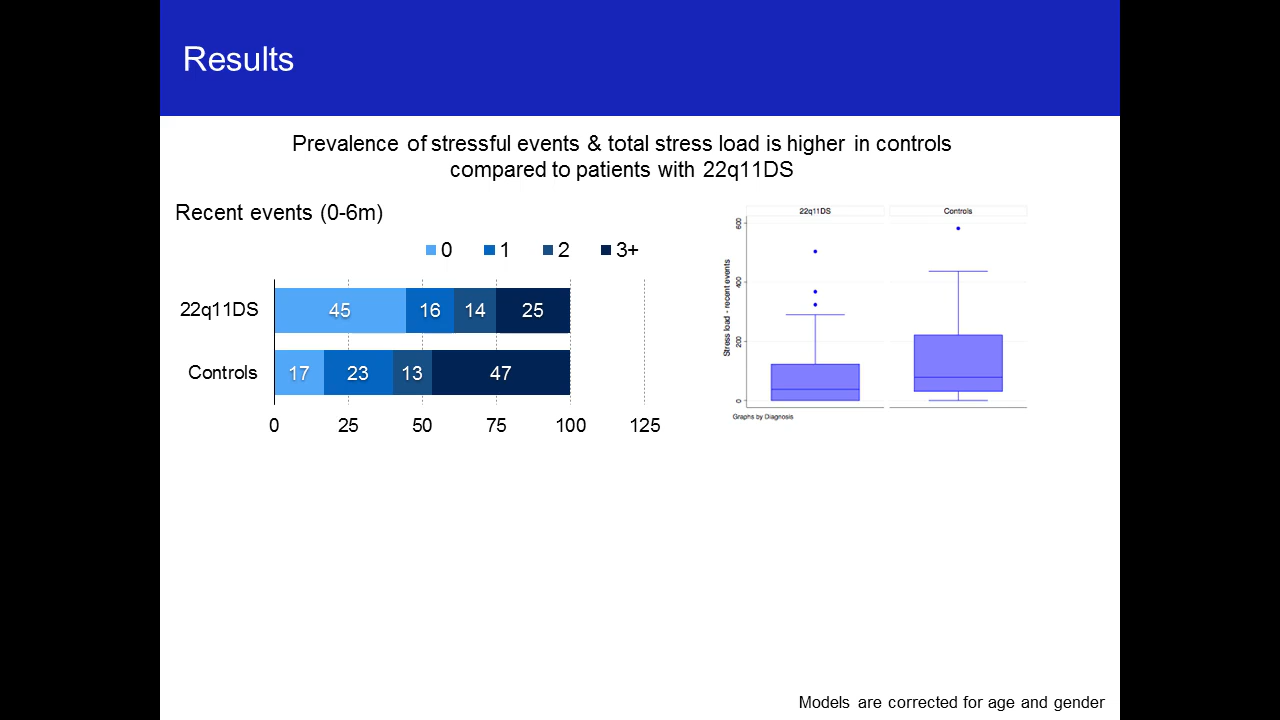 Results
Prevalence of stressful events & total stress load is higher in controls
compared to patients with 22q11DS
Recent events (0-6m)
0 1 2 3+
22q11DS 45 16 14 25
Controls 17 23 13 47
0 25 50 75 100 125
22q11DS Controls
Stress load - recent events
600
400
200
0
Graphs by Diagnosis
Models are corrected for age and gender